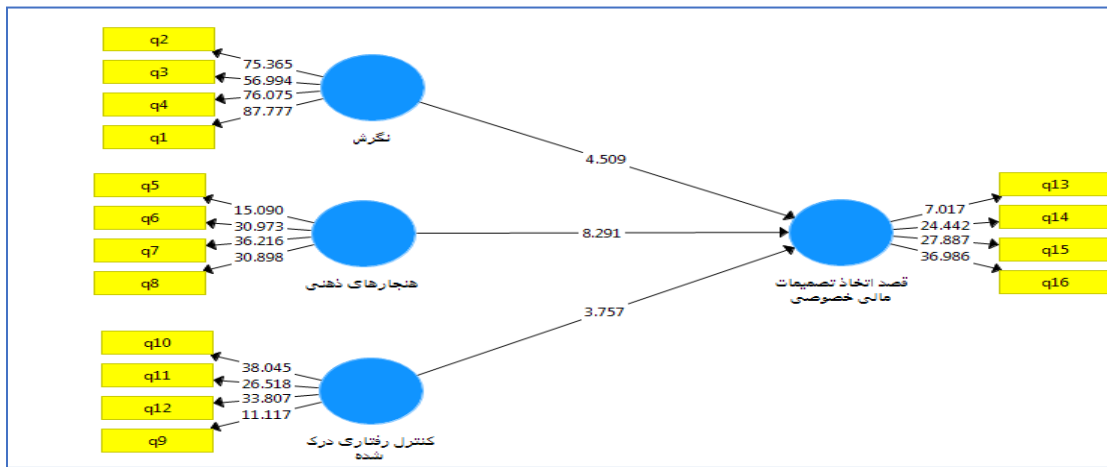 q2
q3
q4
q1
75.365
56.994
76.075
87.777
نگرش
4.509
q5
q6
q7
q8
15.090
30.973
36.216
30.898
هنجارهای ذهنی
8.291
q10
q11
q12
q9
38.045
26.518
33.807
11.117
کنترل رفتاری درک
شده
3.757
قصد اتخاذ تصمیمات
مالی خصوصی
7.017
24.442
27.887
36.986
q13
q14
q15
q16